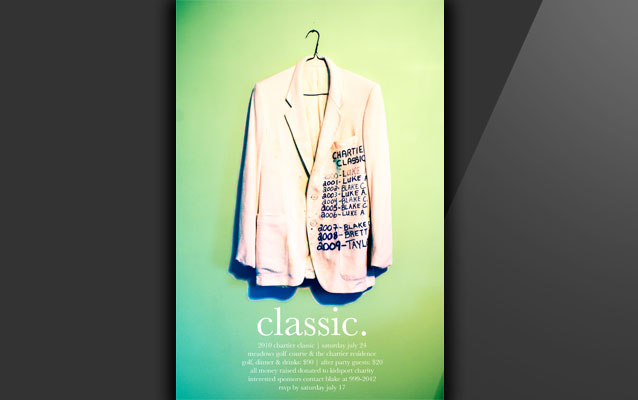 CHARTIE
CLASSIC
LUKE
2001-LUKE A
2002-BLAKE C
LUKE A.
BLAKE C
2005-BLAKE C
2006-LUKE A
2007-BLAKE C
2008-BRETT
2009-TAYL
classic.
2010 chartier classic | saturday july 24
meadows golf course & the chartier residence
golf, dinner & drinks: $90 | after party guests: $20
all money raised donated to kidsport charity
interested sponsors contact blake at 999-2042
rsvp by saturday july 17